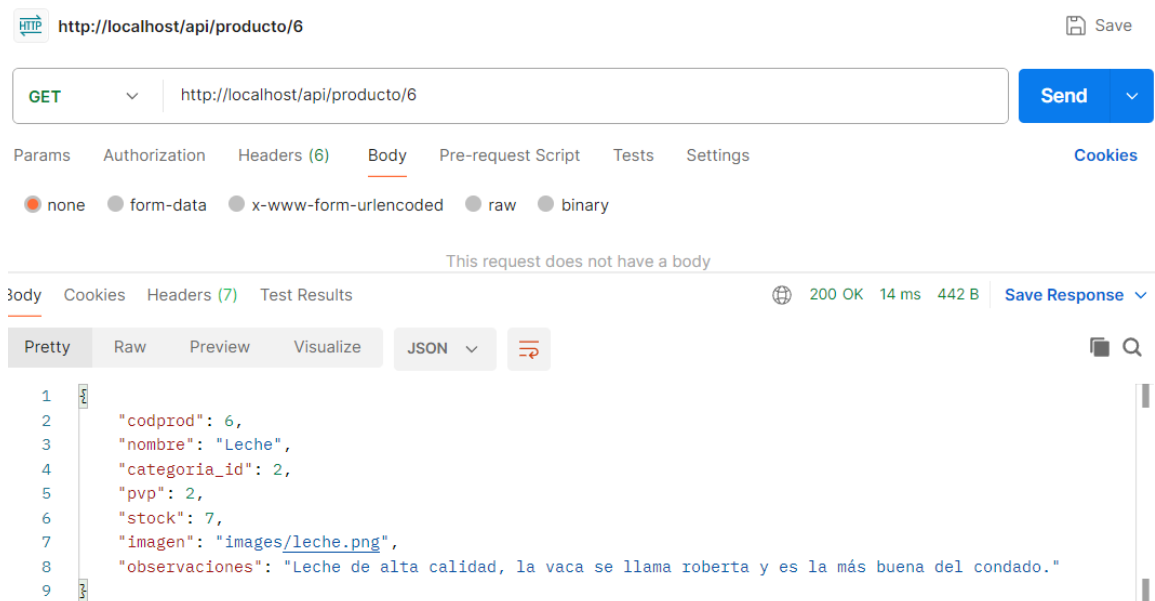 HTTP http://localhost/api/producto/6 Save
GET http://localhost/api/producto/6 Send
Params Authorization Headers (6) Body Pre-request Script Tests Settings Cookies
none form-data x-www-form-urlencoded raw binary
This request does not have a body
Body Cookies Headers (7) Test Results 200 OK 14 ms 442 B Save Response
Pretty Raw Preview Visualize JSON
1 {
2 "codprod": 6,
3 "nombre": "Leche",
4 "categoria_id": 2,
5 "pvp": 2,
6 "stock": 7,
7 "imagen": "images/leche.png",
8 "observaciones": "Leche de alta calidad, la vaca se llama roberta y es la más buena del condado."
9 }